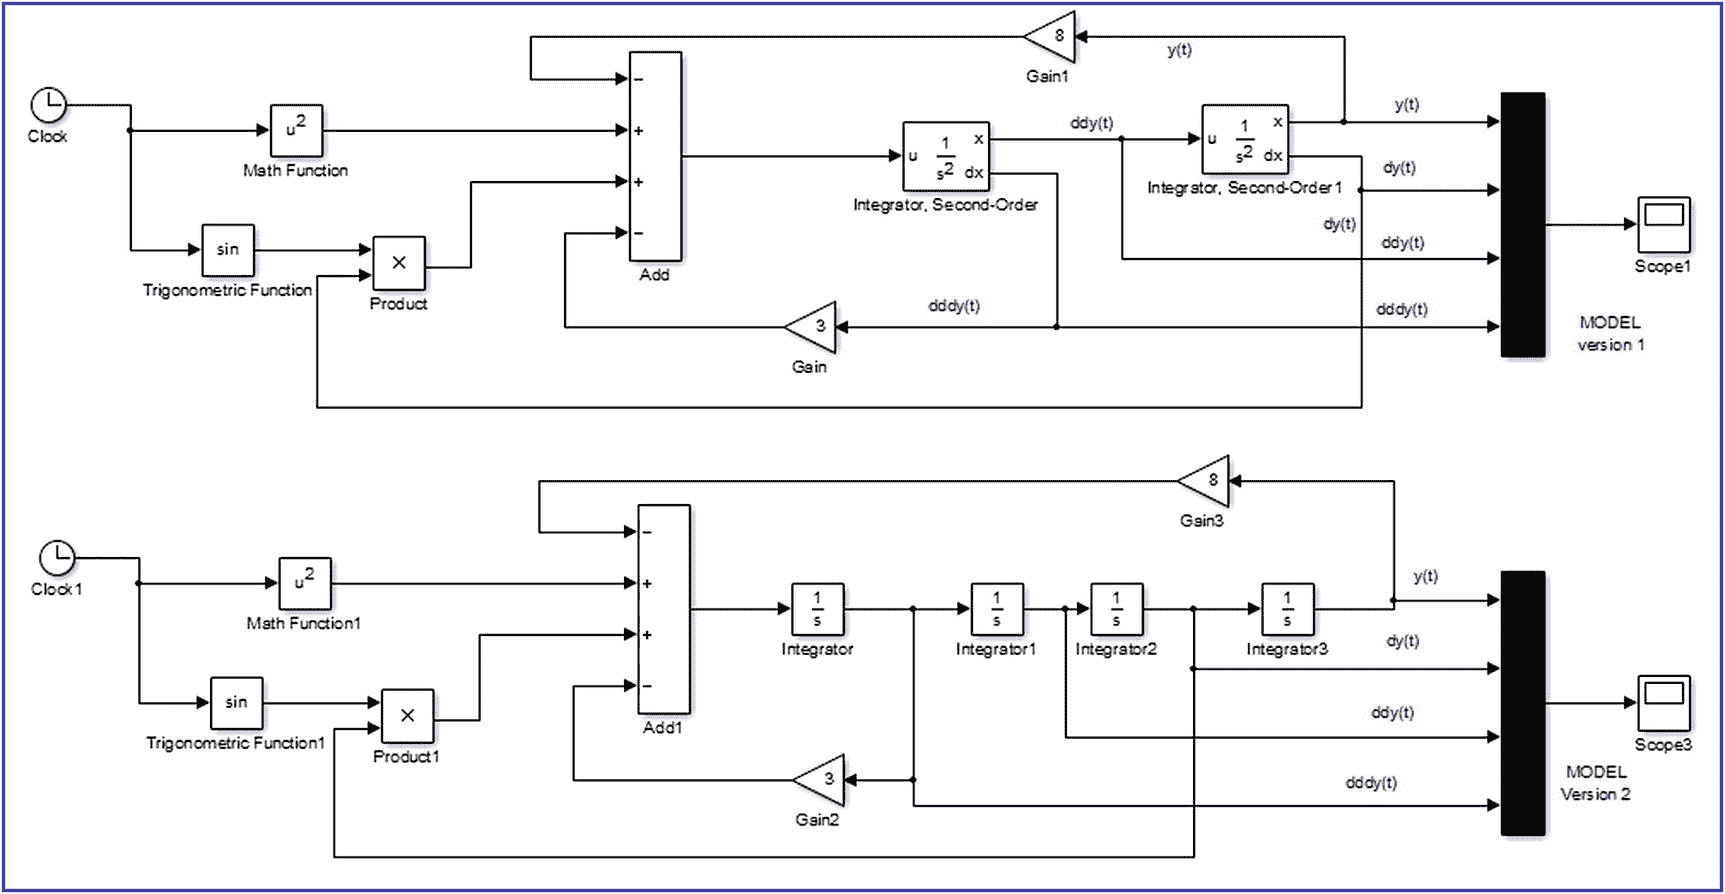 8
Gain1
y(t)
Clock
u²
Math Function
−
+
+
−
Add
sin
Trigonometric Function
×
Product
u
1
s²
x
dx
Integrator, Second-Order
ddy(t)
u
1
s²
x
dx
Integrator, Second-Order1
y(t)
dy(t)
dy(t)
ddy(t)
dddy(t)
dddy(t)
3
Gain
Scope1
MODEL
version 1
8
Gain3
Clock1
u²
Math Function1
−
+
+
−
Add1
sin
Trigonometric Function1
×
Product1
1
s
Integrator
1
s
Integrator1
1
s
Integrator2
1
s
Integrator3
y(t)
dy(t)
ddy(t)
dddy(t)
3
Gain2
Scope3
MODEL
Version 2